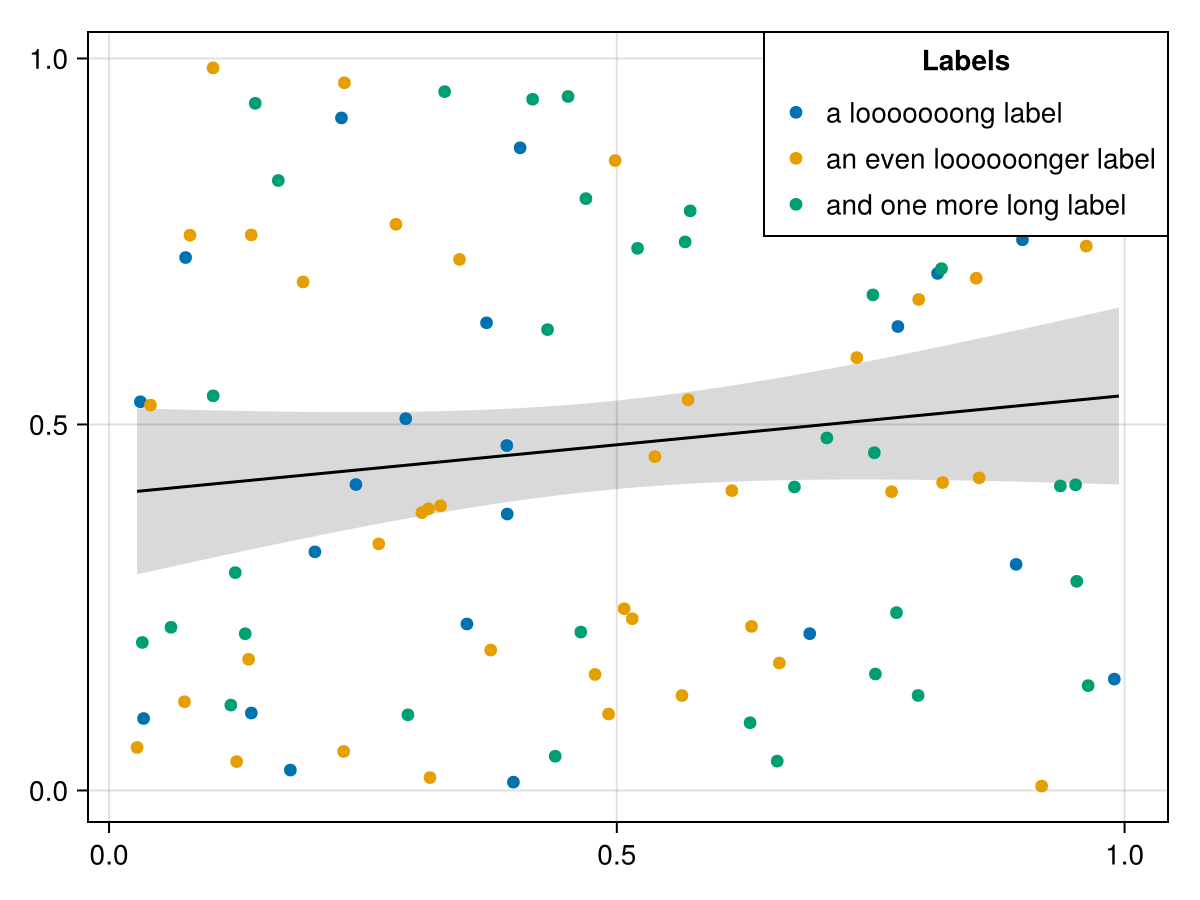 1.0
Labels
a looooooong label
an even loooooonger label
and one more long label
0.5
0.0
0.0 0.5 1.0